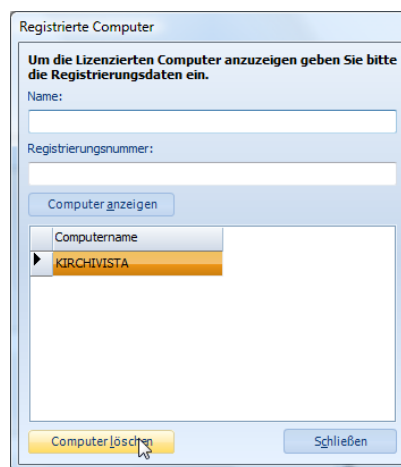 Registrierte Computer
Um die Lizenzierten Computer anzuzeigen geben Sie bitte
die Registrierungsdaten ein.
Name:
Registrierungsnummer:
Computer anzeigen
Computername
KIRCHIVISTA
Computer löschen
Schließen